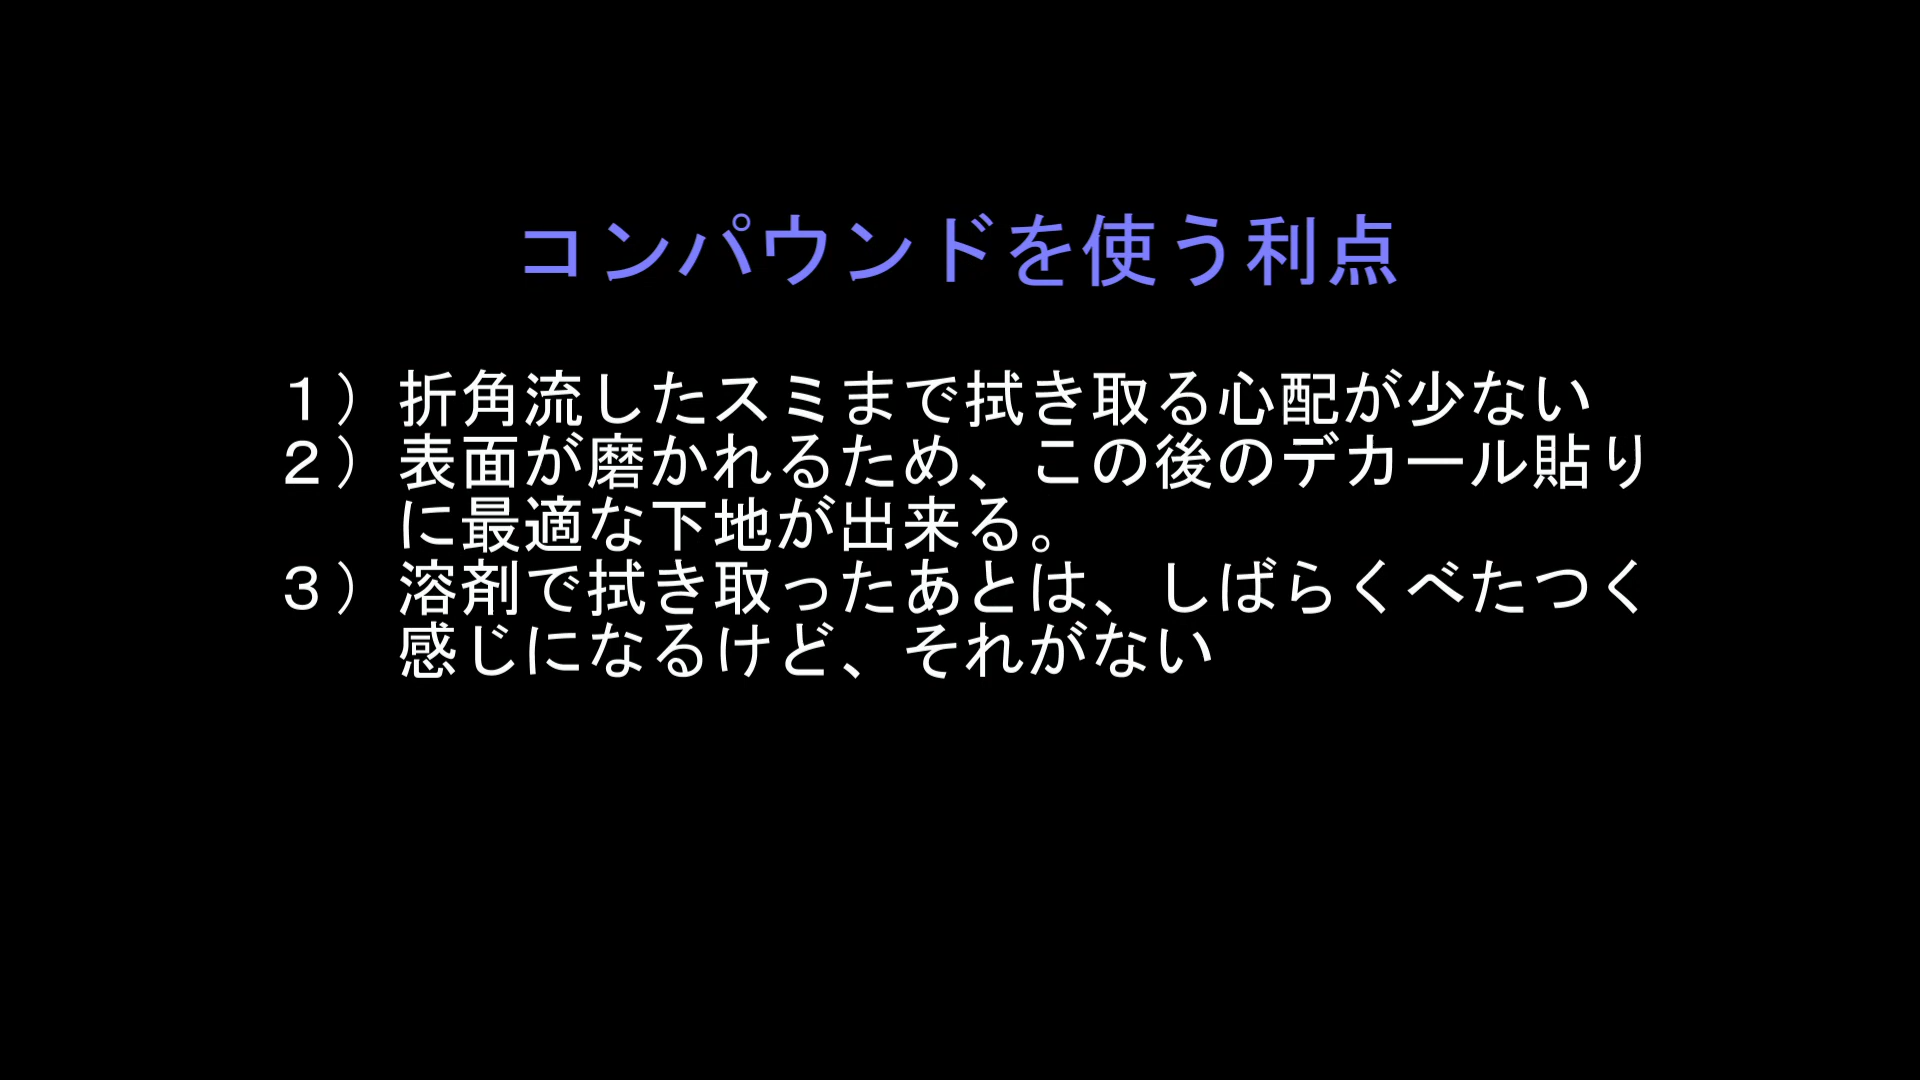 コンパウンドを使う利点
１）折角流したスミまで拭き取る心配が少ない
２）表面が磨かれるため、この後のデカール貼り
に最適な下地が出来る。
３）溶剤で拭き取ったあとは、しばらくべたつく
感じになるけど、それがない